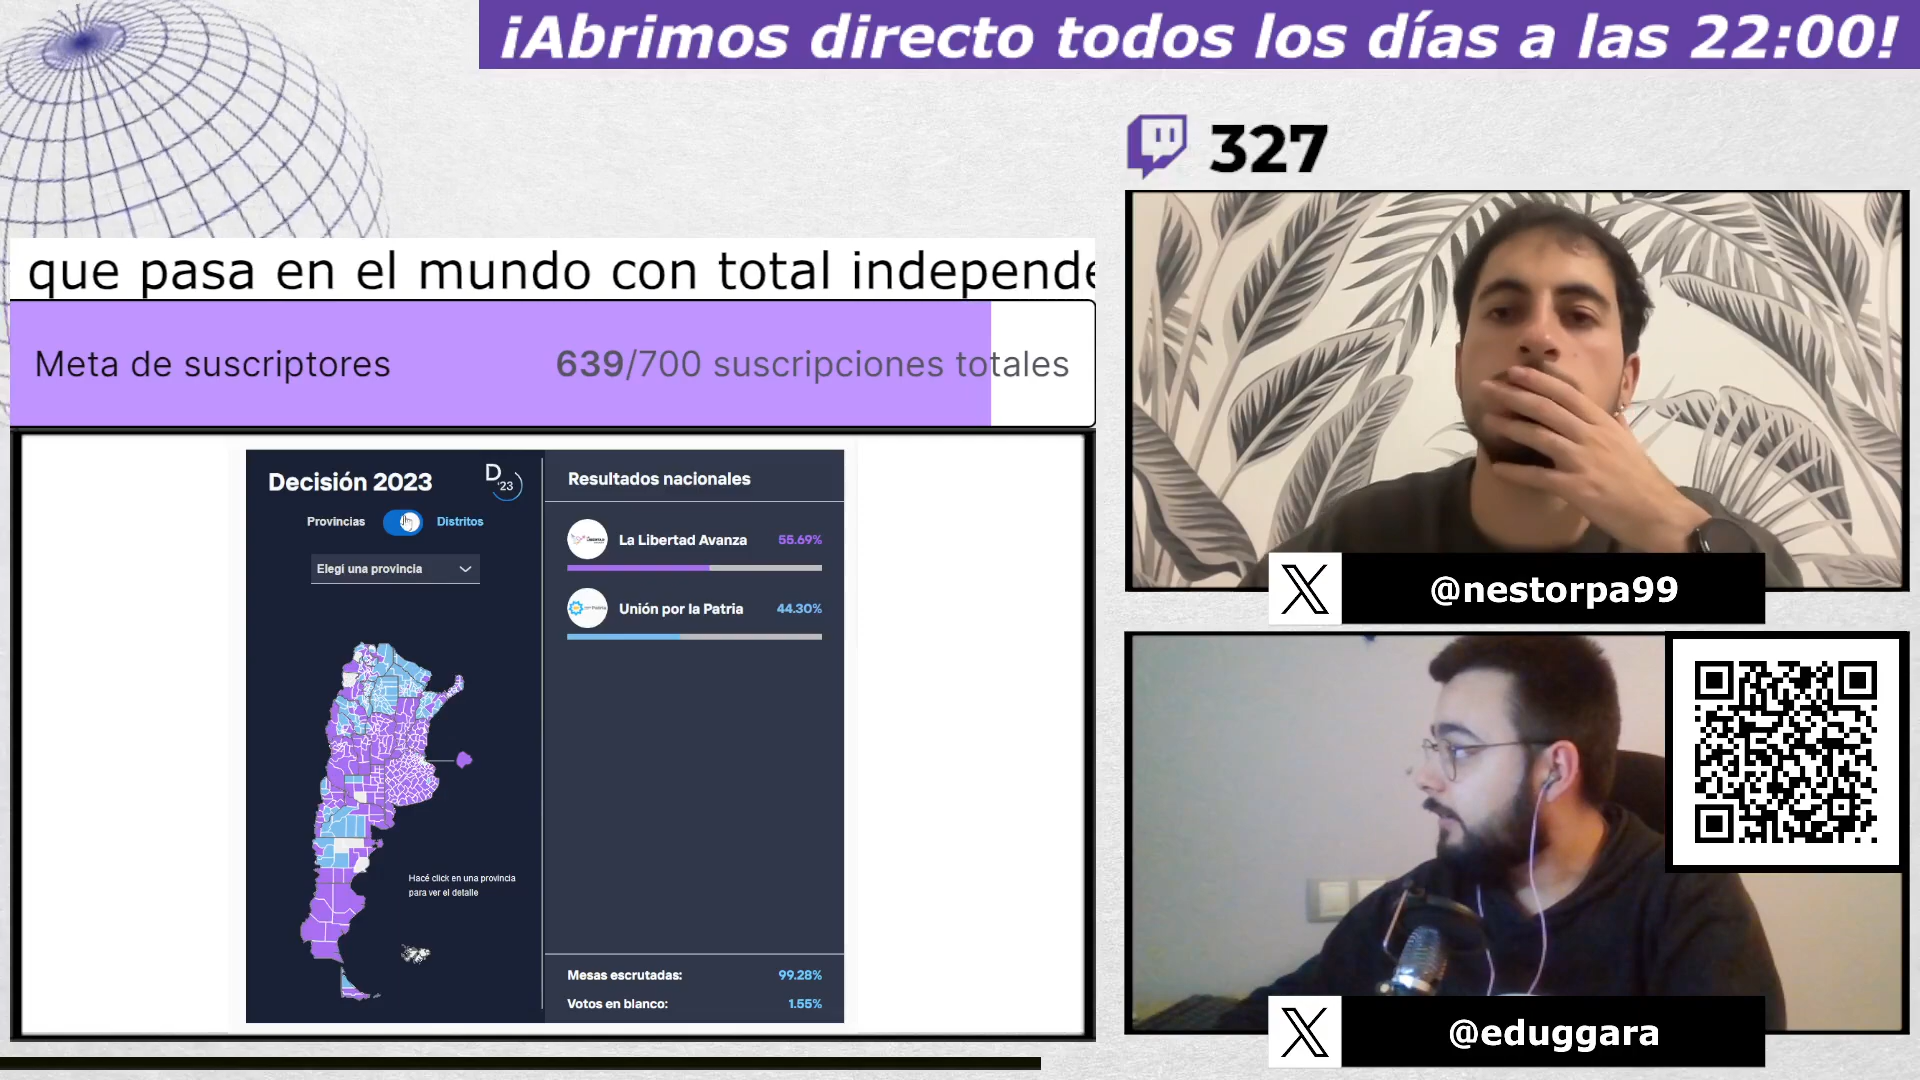 ¡Abrimos directo todos los días a las 22:00!
327
que pasa en el mundo con total independe
Meta de suscriptores 639/700 suscripciones totales
Decisión 2023
D '23
Provincias Distritos
Elegí una provincia
Hacé click en una provincia
para ver el detalle
Resultados nacionales
La Libertad Avanza 55.69%
Unión por la Patria 44.30%
Mesas escrutadas: 99.28%
Votos en blanco: 1.55%
@nestorpa99
@eduggara